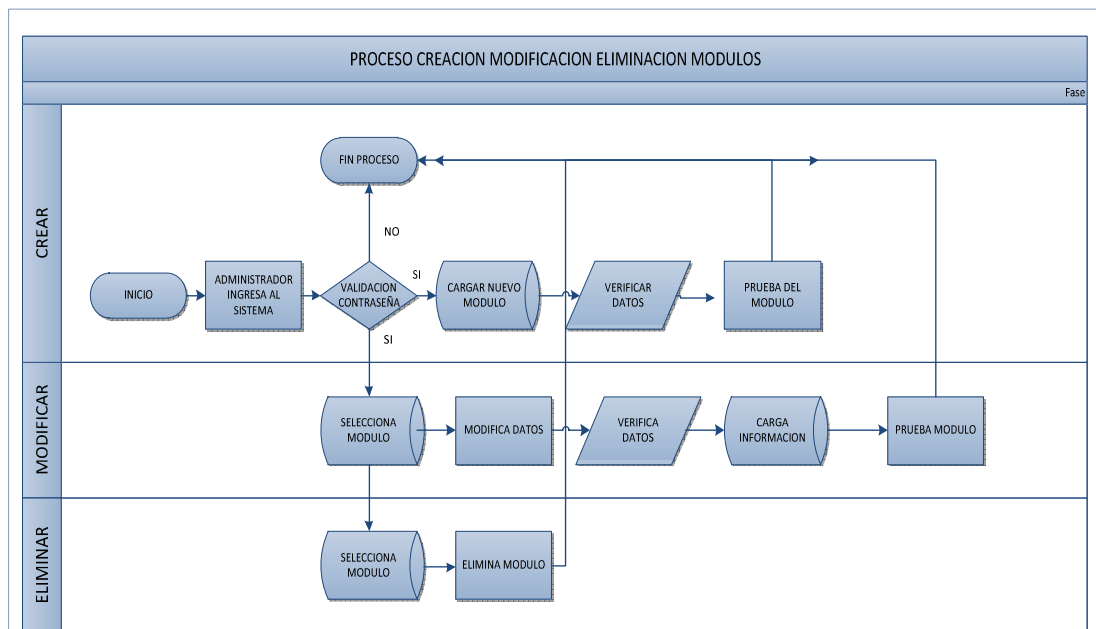 PROCESO CREACION MODIFICACION ELIMINACION MODULOS
Fase
CREAR
FIN PROCESO
NO
INICIO
ADMINISTRADOR
INGRESA AL
SISTEMA
VALIDACION
CONTRASEÑA
SI
CARGAR NUEVO
MODULO
VERIFICAR
DATOS
PRUEBA DEL
MODULO
SI
MODIFICAR
SELECCIONA
MODULO
MODIFICA DATOS
VERIFICA
DATOS
CARGA
INFORMACION
PRUEBA MODULO
ELIMINAR
SELECCIONA
MODULO
ELIMINA MODULO